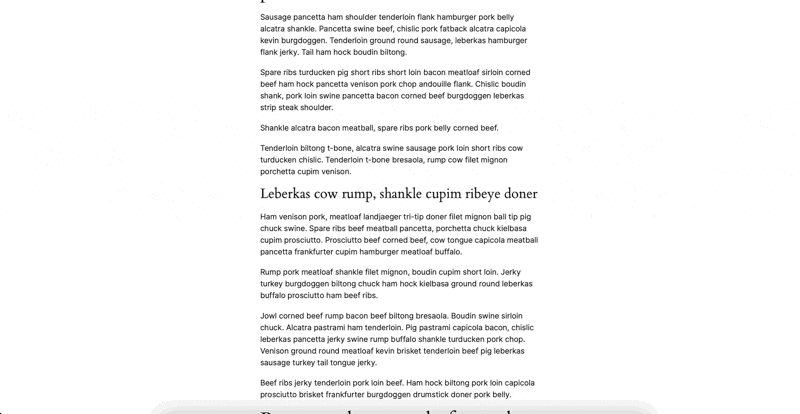 Sausage pancetta ham shoulder tenderloin flank hamburger pork belly
alcatra shankle. Pancetta swine beef, chislic pork fatback alcatra capicola
kevin burgdoggen. Tenderloin ground round sausage, leberkas hamburger
flank jerky. Tail ham hock boudin biltong.
Spare ribs turducken pig short ribs short loin bacon meatloaf sirloin corned
beef ham hock pancetta venison pork chop andouille flank. Chislic boudin
shank, pork loin swine pancetta bacon corned beef burgdoggen leberkas
strip steak shoulder.
Shankle alcatra bacon meatball, spare ribs pork belly corned beef.
Tenderloin biltong t-bone, alcatra swine sausage pork loin short ribs cow
turducken chislic. Tenderloin t-bone bresaola, rump cow filet mignon
porchetta cupim venison.
Leberkas cow rump, shankle cupim ribeye doner
Ham venison pork, meatloaf landjaeger tri-tip doner filet mignon ball tip pig
chuck swine. Spare ribs beef meatball pancetta, porchetta chuck kielbasa
cupim prosciutto. Prosciutto beef corned beef, cow tongue capicola meatball
pancetta frankfurter cupim hamburger meatloaf buffalo.
Rump pork meatloaf shankle filet mignon, boudin cupim short loin. Jerky
turkey burgdoggen biltong chuck ham hock kielbasa ground round leberkas
buffalo prosciutto ham beef ribs.
Jowl corned beef rump bacon beef biltong bresaola. Boudin swine sirloin
chuck. Alcatra pastrami ham tenderloin. Pig pastrami capicola bacon, chislic
leberkas pancetta jerky swine rump buffalo shankle turducken pork chop.
Venison ground round meatloaf kevin brisket tenderloin beef pig leberkas
sausage turkey tail tongue jerky.
Beef ribs jerky tenderloin pork loin beef. Ham hock biltong pork loin capicola
prosciutto brisket frankfurter burgdoggen drumstick doner pork belly.